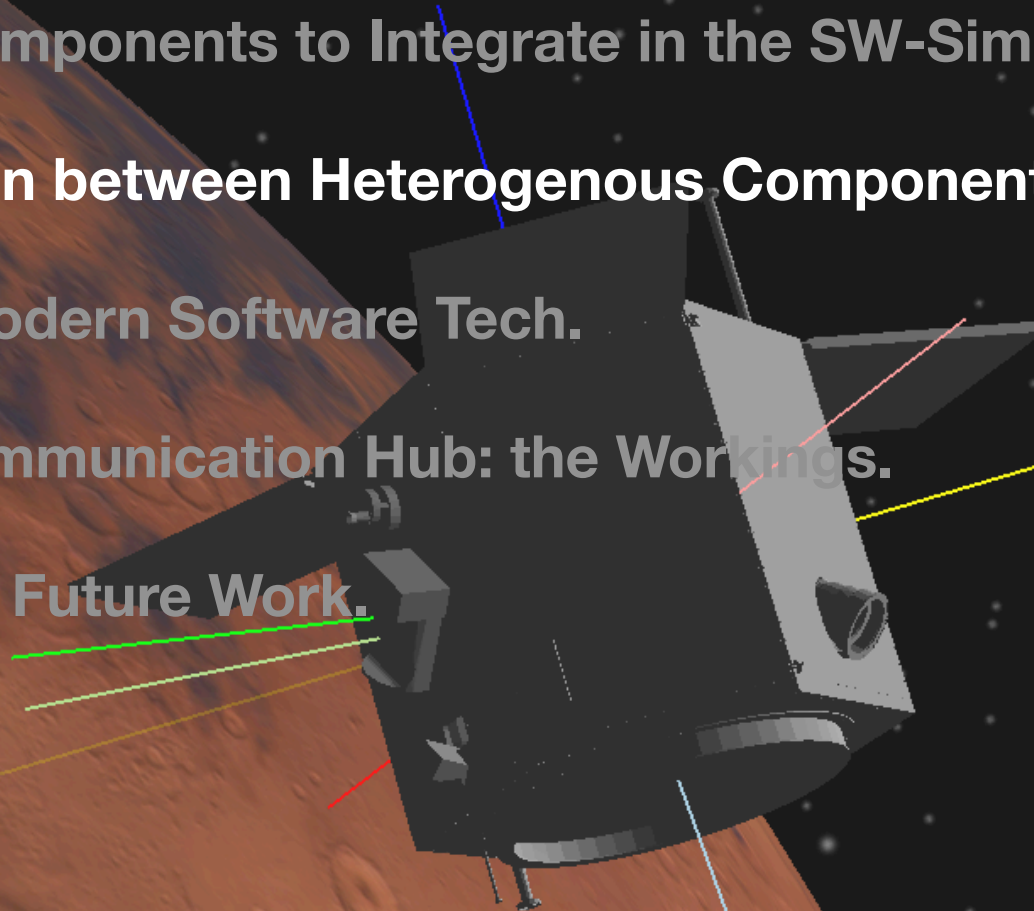 mponents to Integrate in the SW-Sim
n between Heterogenous Component
odern Software Tech.
mmunication Hub: the Workings.
Future Work.